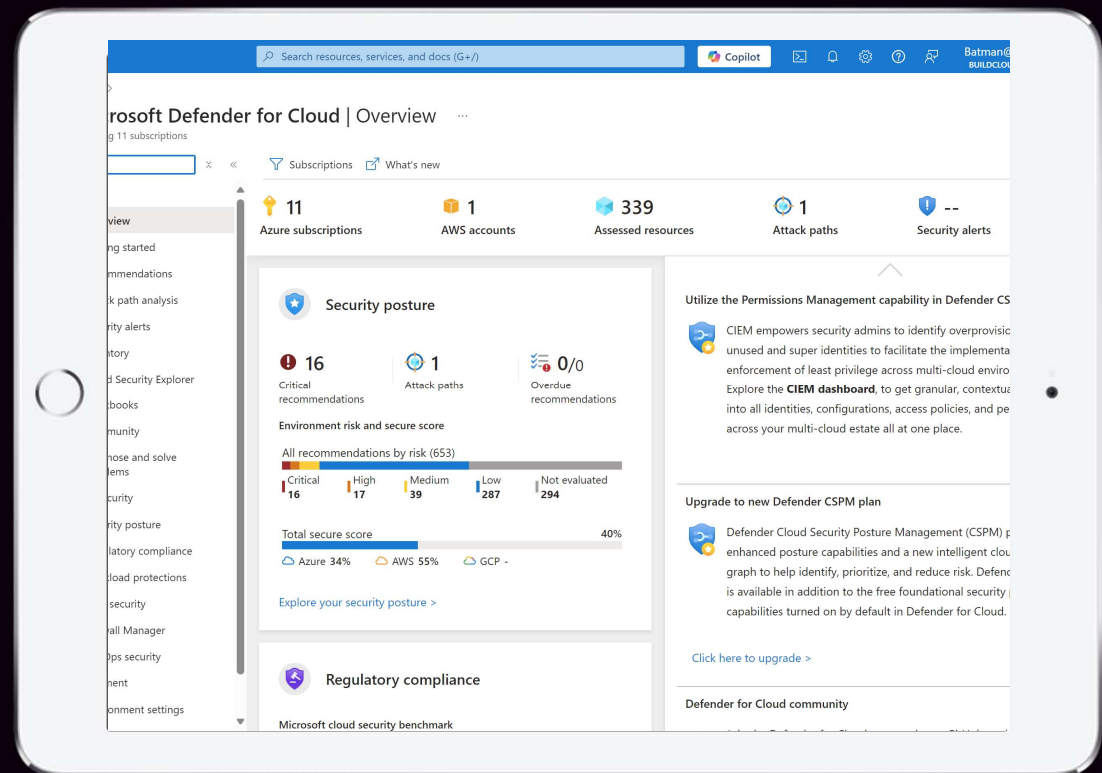 Search resources, services, and docs (G+/)
Copilot
Batman@
BUILDCLOU
rosoft Defender for Cloud | Overview ...
g 11 subscriptions
Subscriptions
What's new
11
Azure subscriptions
1
AWS accounts
339
Assessed resources
1
Attack paths
--
Security alerts
view
ng started
mmendations
k path analysis
rity alerts
tory
d Security Explorer
books
munity
nose and solve
lems
curity
rity posture
latory compliance
load protections
security
all Manager
Ops security
ment
onment settings
Security posture
16
Critical
recommendations
1
Attack paths
0/0
Overdue
recommendations
Environment risk and secure score
All recommendations by risk (653)
Critical
16
High
17
Medium
39
Low
287
Not evaluated
294
Total secure score 40%
Azure 34% AWS 55% GCP -
Explore your security posture >
Regulatory compliance
Microsoft cloud security benchmark
Utilize the Permissions Management capability in Defender CS
CIEM empowers security admins to identify overprovisio
unused and super identities to facilitate the implementa
enforcement of least privilege across multi-cloud enviro
Explore the CIEM dashboard, to get granular, contextua
into all identities, configurations, access policies, and pe
across your multi-cloud estate all at one place.
Upgrade to new Defender CSPM plan
Defender Cloud Security Posture Management (CSPM) p
enhanced posture capabilities and a new intelligent clou
graph to help identify, prioritize, and reduce risk. Defend
is available in addition to the free foundational security
capabilities turned on by default in Defender for Cloud.
Click here to upgrade >
Defender for Cloud community